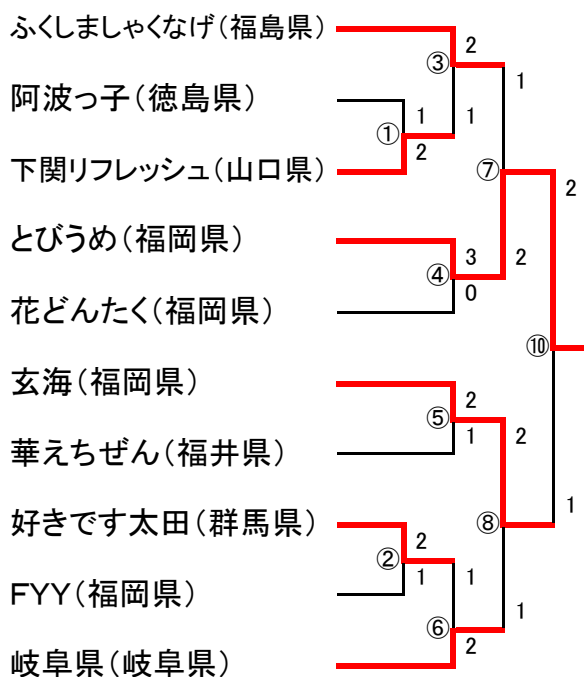 ふくしましゃくなげ(福島県)
2
③
1
阿波っ子(徳島県)
1
1
①
2
下関リフレッシュ(山口県)
⑦
2
とびうめ(福岡県)
3
2
④
0
花どんたく(福岡県)
⑩
玄海(福岡県)
2
⑤
2
1
華えちぜん(福井県)
1
好きです太田(群馬県)
⑧
2
②
1
1
1
FYY(福岡県)
⑥
2
岐阜県(岐阜県)